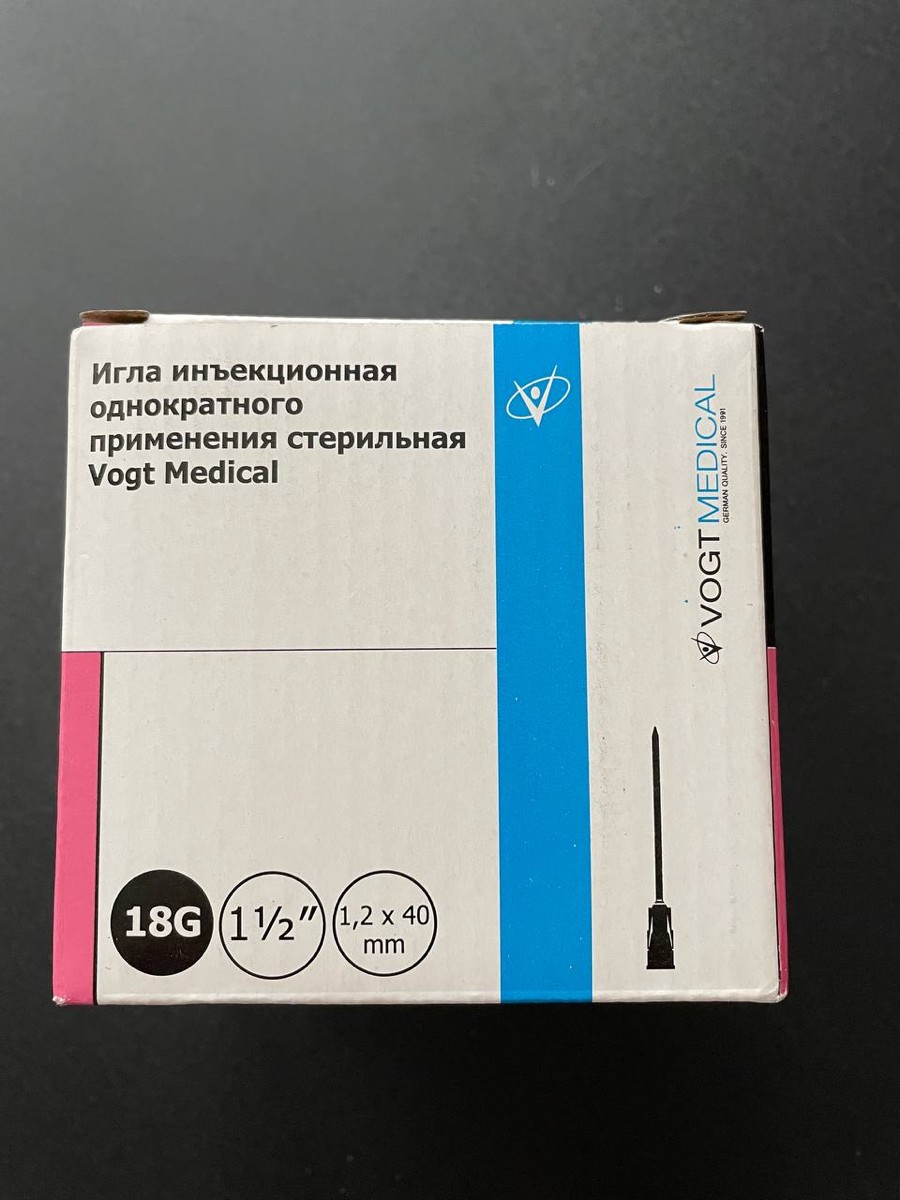 Игла инъекционная
однократного
применения стерильная
Vogt Medical
VOGT MEDICAL
GERMAN QUALITY. SINCE 1991
18G
1½"
1,2 x 40
mm